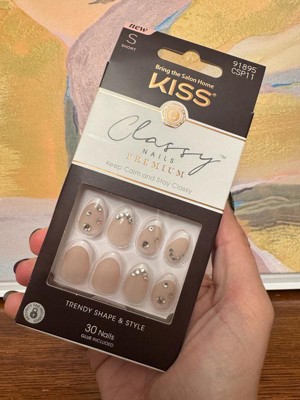 new
S
SHORT
91895
CSP11
Bring the Salon Home
KISS
Classy™
NAILS
PREMIUM
Keep Calm and Stay Classy
TRENDY SHAPE & STYLE
30 Nails
GLUE INCLUDED